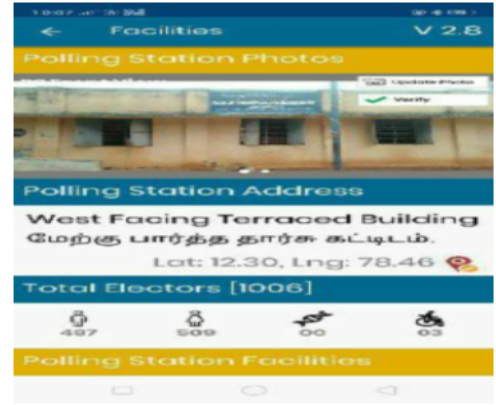 Facilities V 2.8
Polling Station Photos
Update Photo
Verify
Polling Station Address
West Facing Terraced Building
மேற்கு பார்த்த தார்சு கட்டிடம்.
Lat: 12.30, Lng: 78.46
Total Electors [1006]
497 509 00 03
Polling Station Facilities